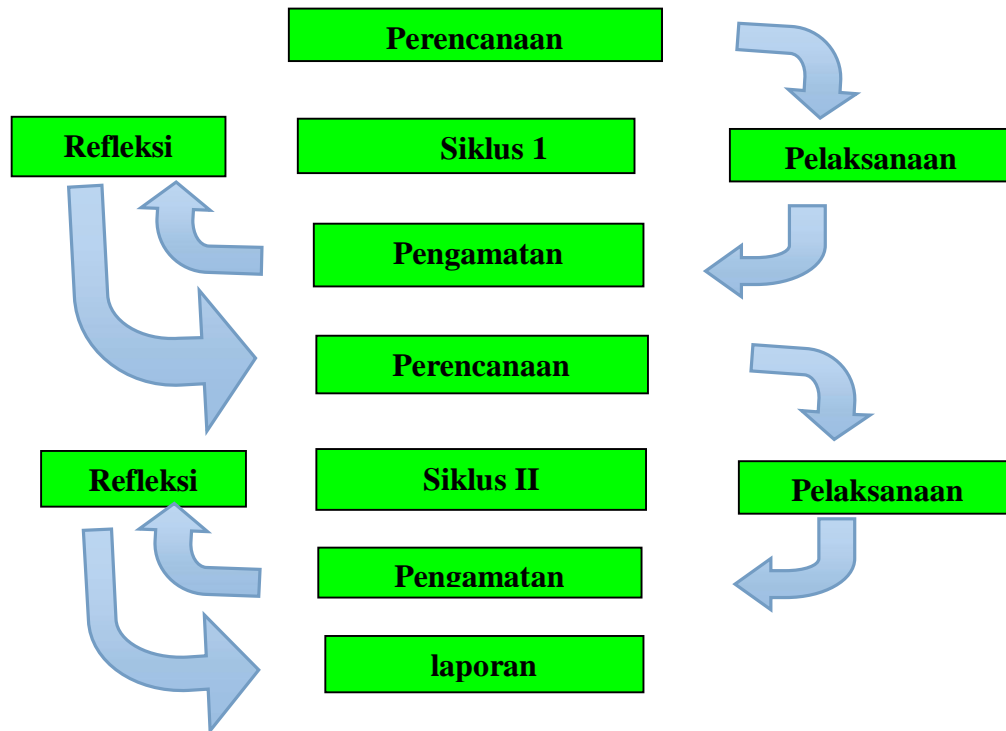 Perencanaan
Refleksi
Siklus 1
Pelaksanaan
Pengamatan
Perencanaan
Refleksi
Siklus II
Pelaksanaan
Pengamatan
laporan